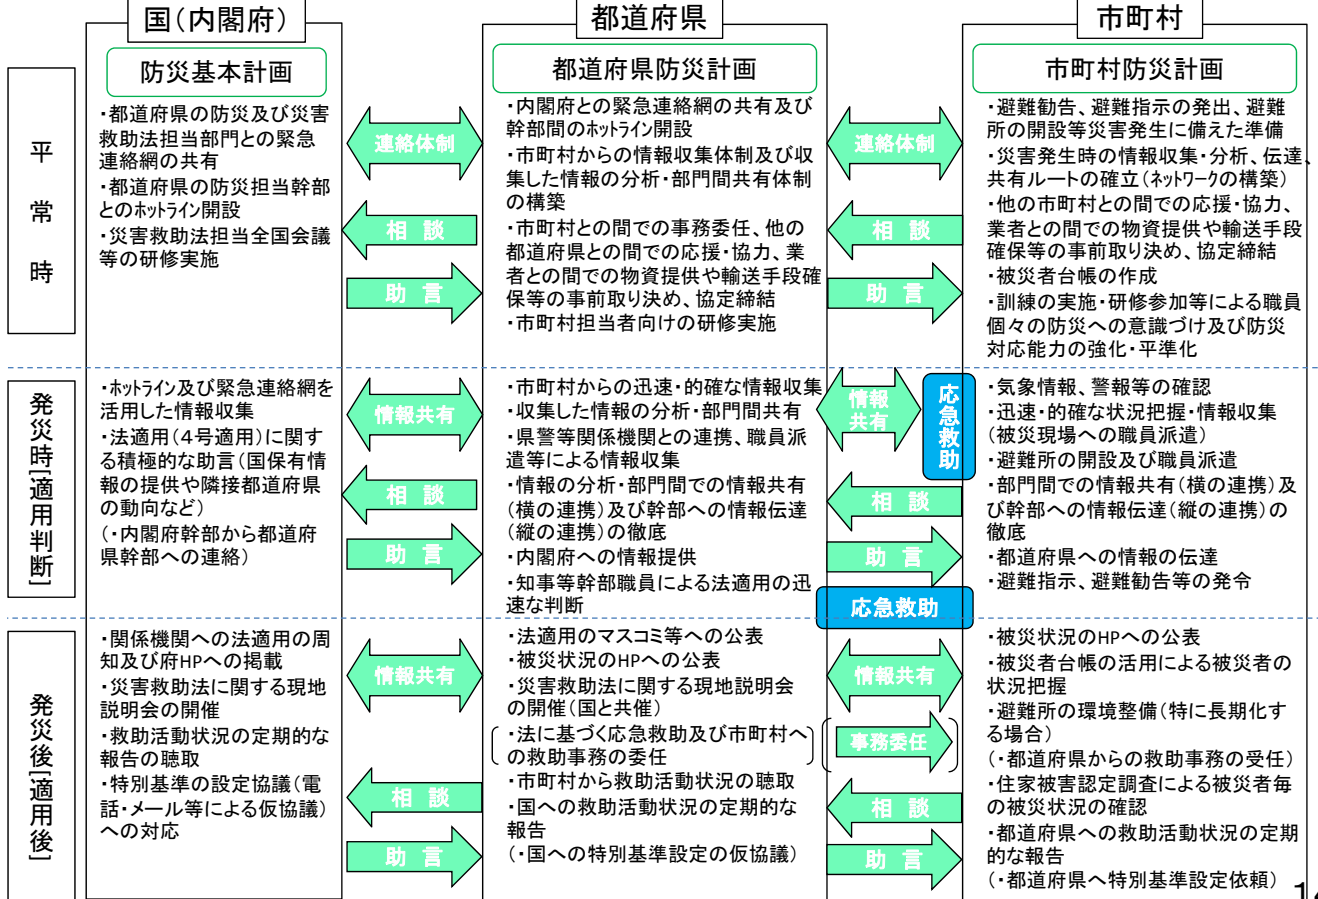 国(内閣府)
都道府県
市町村
平常時
防災基本計画
・都道府県の防災及び災害
救助法担当部門との緊急
連絡網の共有
・都道府県の防災担当幹部
とのホットライン開設
・災害救助法担当全国会議
等の研修実施
連絡体制
相 談
助 言
都道府県防災計画
・内閣府との緊急連絡網の共有及び
幹部間のホットライン開設
・市町村からの情報収集体制及び収
集した情報の分析・部門間共有体制
の構築
・市町村との間での事務委任、他の
都道府県との間での応援・協力、業
者との間での物資提供や輸送手段確
保等の事前取り決め、協定締結
・市町村担当者向けの研修実施
連絡体制
相 談
助 言
市町村防災計画
・避難勧告、避難指示の発出、避難
所の開設等災害発生に備えた準備
・災害発生時の情報収集・分析、伝達、
共有ルートの確立(ネットワークの構築)
・他の市町村との間での応援・協力、
業者との間での物資提供や輸送手段
確保等の事前取り決め、協定締結
・被災者台帳の作成
・訓練の実施・研修参加等による職員
個々の防災への意識づけ及び防災
対応能力の強化・平準化
発災時[適用判断]
・ホットライン及び緊急連絡網を
活用した情報収集
・法適用(4号適用)に関す
る積極的な助言(国保有情
報の提供や隣接都道府県
の動向など)
(・内閣府幹部から都道府
県幹部への連絡)
情報共有
相 談
助 言
・市町村からの迅速・的確な情報収集
・収集した情報の分析・部門間共有
・県警等関係機関との連携、職員派
遣等による情報収集
・情報の分析・部門間での情報共有
(横の連携)及び幹部への情報伝達
(縦の連携)の徹底
・内閣府への情報提供
・知事等幹部職員による法適用の迅
速な判断
情報
共有
応急救助
相 談
助 言
応急救助
・気象情報、警報等の確認
・迅速・的確な状況把握・情報収集
(被災現場への職員派遣)
・避難所の開設及び職員派遣
・部門間での情報共有(横の連携)及
び幹部への情報伝達(縦の連携)の
徹底
・都道府県への情報の伝達
・避難指示、避難勧告等の発令
発災後[適用後]
・関係機関への法適用の周
知及び府HPへの掲載
・災害救助法に関する現地
説明会の開催
・救助活動状況の定期的な
報告の聴取
・特別基準の設定協議(電
話・メール等による仮協議)
への対応
情報共有
相 談
助 言
・法適用のマスコミ等への公表
・被災状況のHPへの公表
・災害救助法に関する現地説明会
の開催(国と共催)
・法に基づく応急救助及び市町村へ
の救助事務の委任
・市町村から救助活動状況の聴取
・国への救助活動状況の定期的な
報告
(・国への特別基準設定の仮協議)
情報共有
事務委任
相 談
助 言
・被災状況のHPへの公表
・被災者台帳の活用による被災者の
状況把握
・避難所の環境整備(特に長期化す
る場合)
(・都道府県からの救助事務の受任)
・住家被害認定調査による被災者毎
の被災状況の確認
・都道府県への救助活動状況の定期
的な報告
(・都道府県へ特別基準設定依頼)